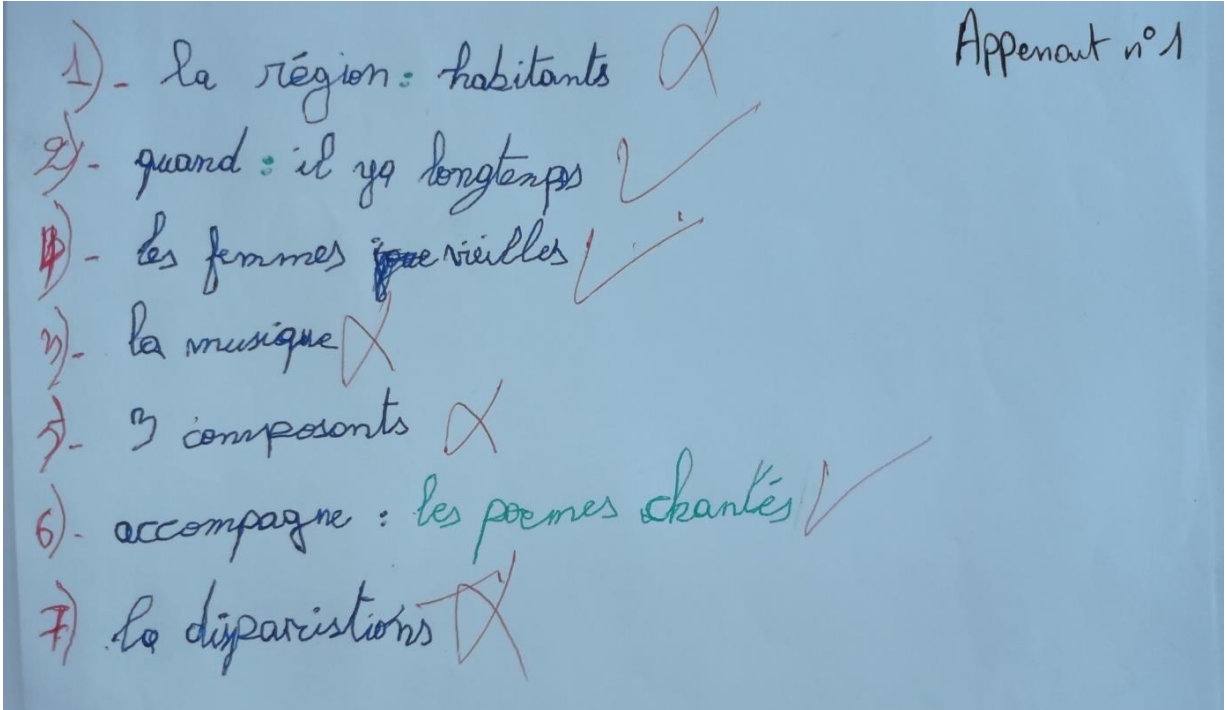 Appenant n°1
1)- la région : habitants
2)- quand : il ya longtemps
4)- les femmes vieilles
3)- la musique
5)- 3 composants
6)- accompagne : les poemes chantés
7) la disparistions